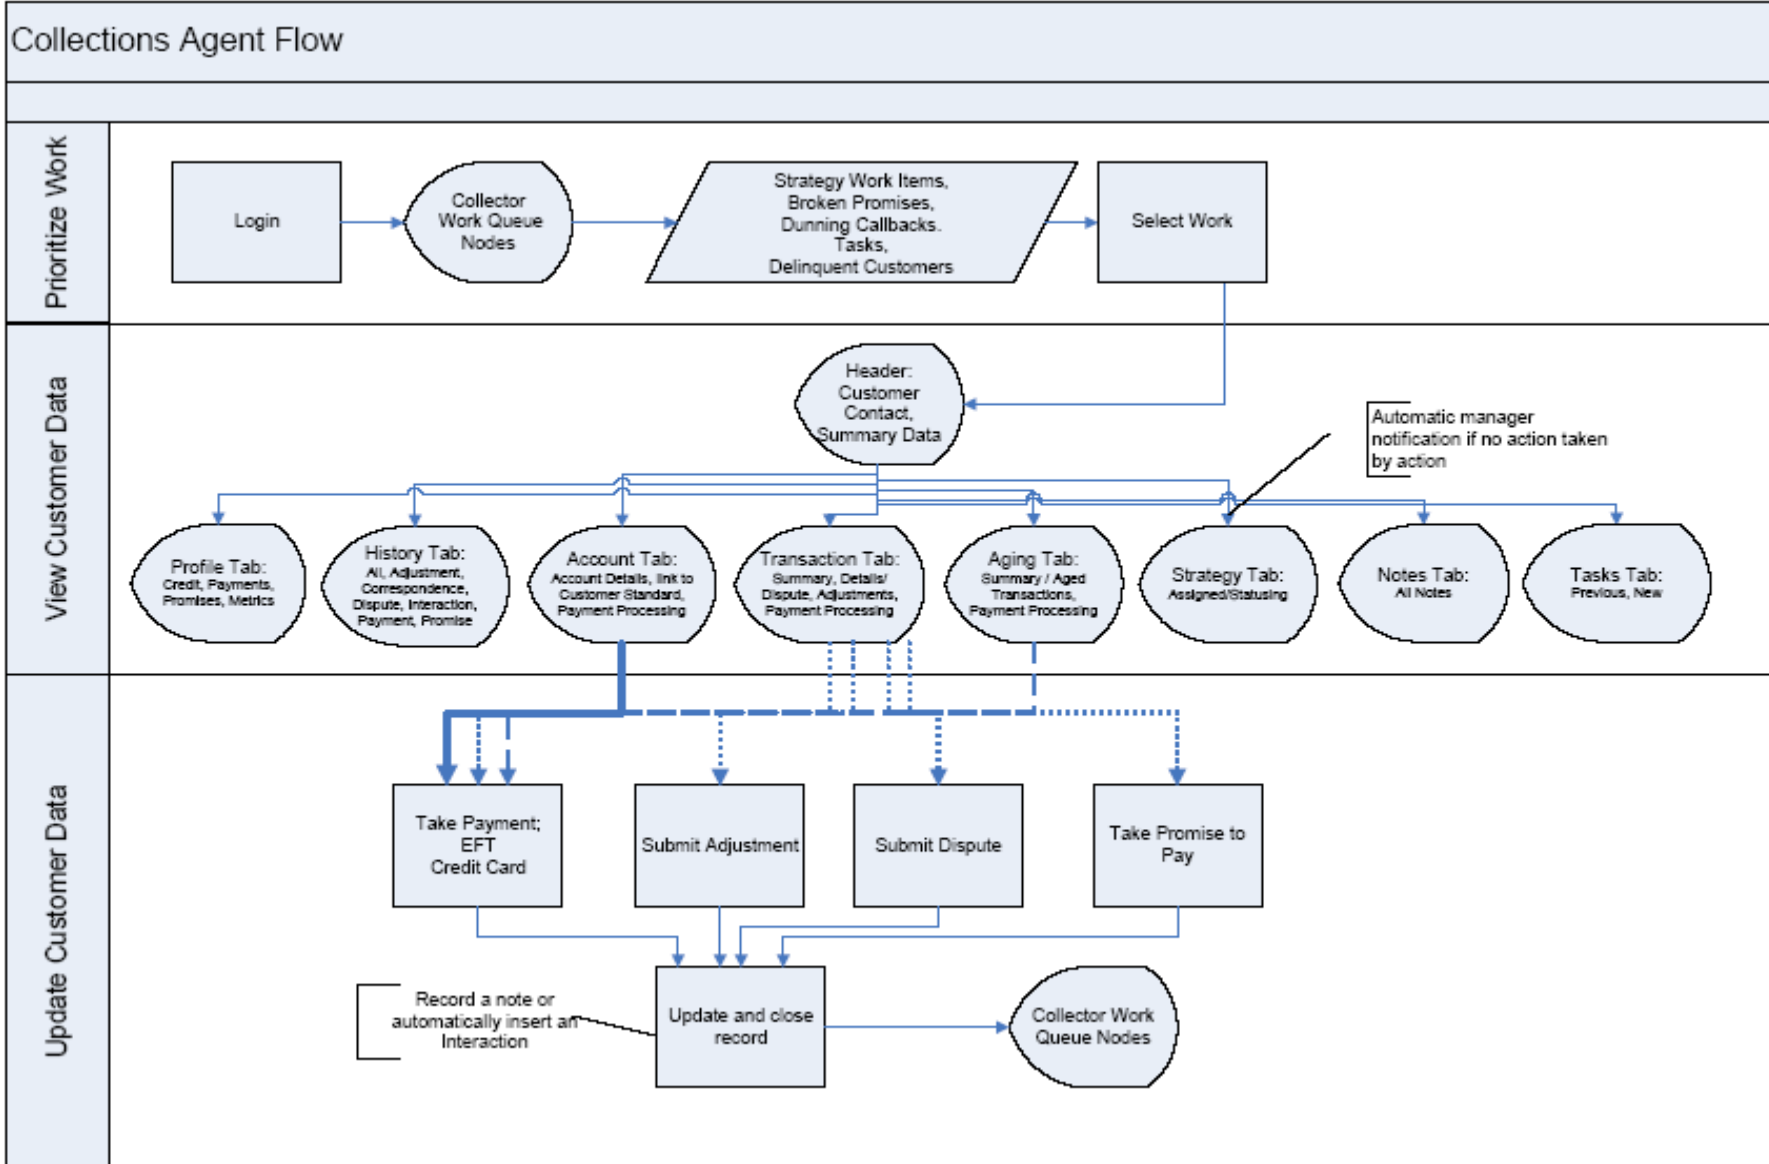 Collections Agent Flow
Prioritize Work
Login
Collector
Work Queue
Nodes
Strategy Work Items,
Broken Promises,
Dunning Callbacks.
Tasks,
Delinquent Customers
Select Work
View Customer Data
Header:
Customer
Contact,
Summary Data
Automatic manager
notification if no action taken
by action
Profile Tab:
Credit, Payments,
Promises, Metrics
History Tab:
All, Adjustment,
Correspondence,
Dispute, Interaction,
Payment, Promise
Account Tab:
Account Details, link to
Customer Standard,
Payment Processing
Transaction Tab:
Summary, Details/
Dispute, Adjustments,
Payment Processing
Aging Tab:
Summary / Aged
Transactions,
Payment Processing
Strategy Tab:
Assigned/Statusing
Notes Tab:
All Notes
Tasks Tab:
Previous, New
Update Customer Data
Take Payment;
EFT
Credit Card
Submit Adjustment
Submit Dispute
Take Promise to
Pay
Record a note or
automatically insert an
Interaction
Update and close
record
Collector Work
Queue Nodes